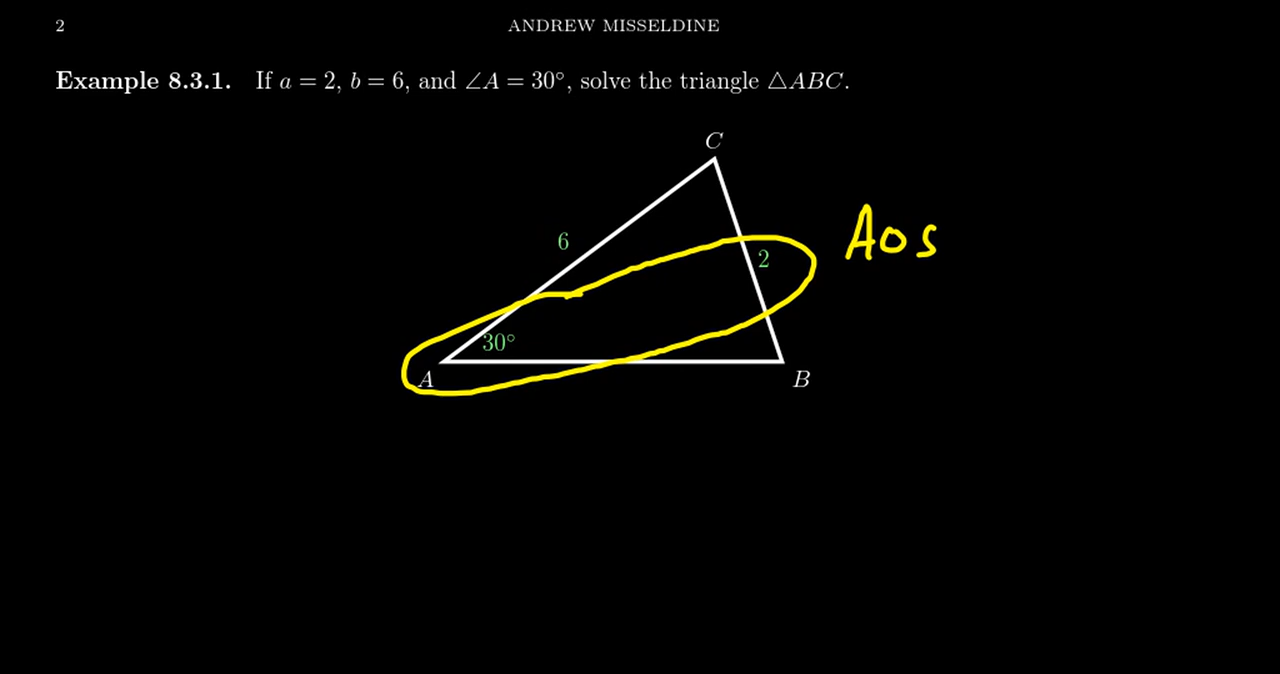 2 ANDREW MISSELDINE
Example 8.3.1. If a = 2, b = 6, and ∠A = 30°, solve the triangle △ABC.
C
AOS
6
2
30°
A
B